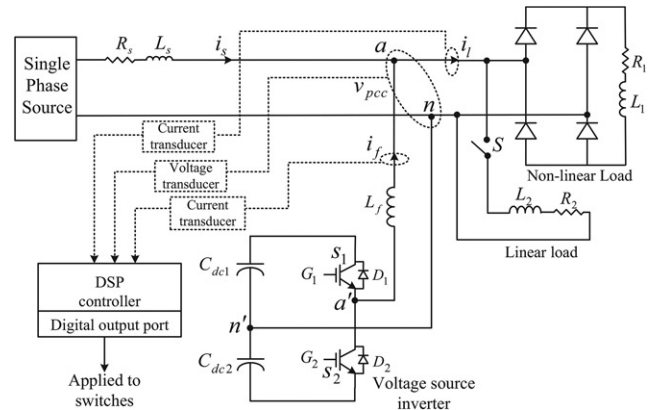 Single
Phase
Source
R_s
L_s
i_s
a
i_l
v_pcc
n
R_1
L_1
S
Non-linear Load
L_2
R_2
Linear load
Current
transducer
Voltage
transducer
Current
transducer
i_f
L_f
DSP
controller
Digital output port
Applied to
switches
C_dc1
G_1
S_1
D_1
a'
n'
C_dc2
G_2
S_2
D_2
Voltage source
inverter